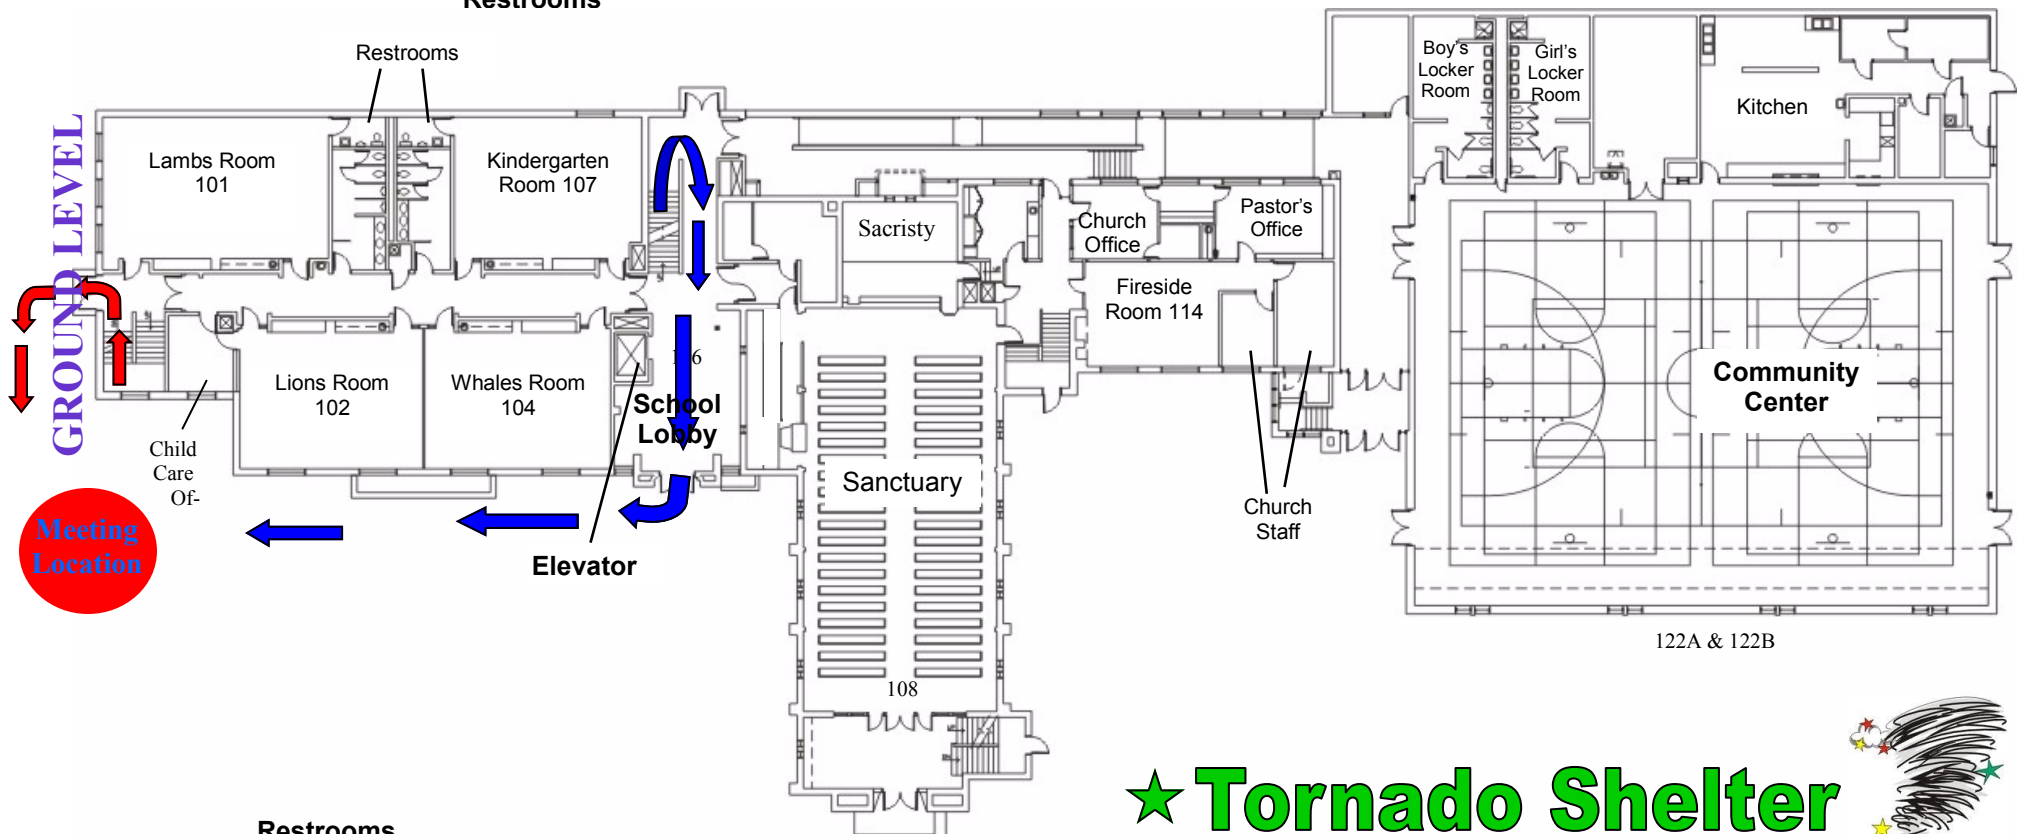 Restrooms
Restrooms
Boy's
Locker
Room
Girl's
Locker
Room
Kitchen
Lambs Room
101
Kindergarten
Room 107
GROUND LEVEL
Sacristy
Church
Office
Pastor's
Office
Fireside
Room 114
Lions Room
102
Whales Room
104
School
Lobby
Community
Center
Child
Care
Of-
Sanctuary
Church
Staff
Meeting
Location
Elevator
122A & 122B
108
Tornado Shelter
Restrooms